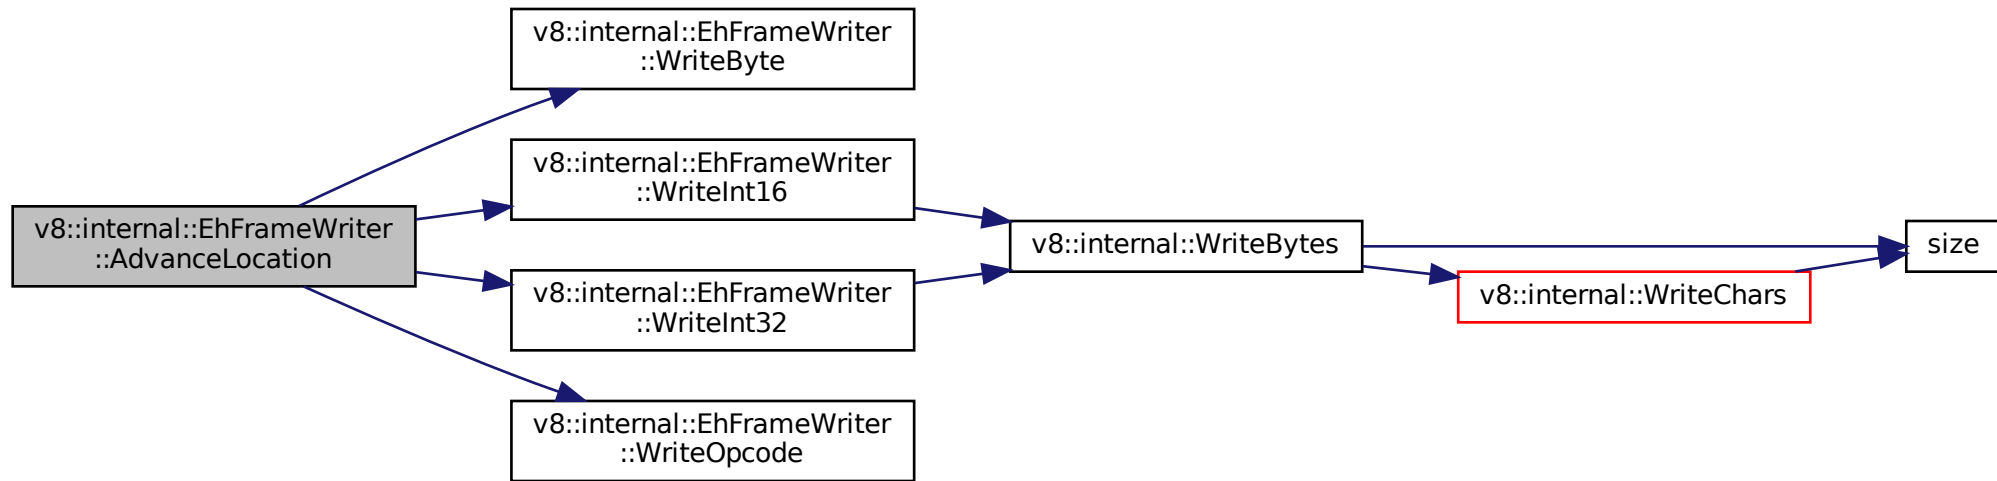 v8::internal::EhFrameWriter
::AdvanceLocation
v8::internal::EhFrameWriter
::WriteByte
v8::internal::EhFrameWriter
::WriteInt16
v8::internal::EhFrameWriter
::WriteInt32
v8::internal::EhFrameWriter
::WriteOpcode
v8::internal::WriteBytes
v8::internal::WriteChars
size